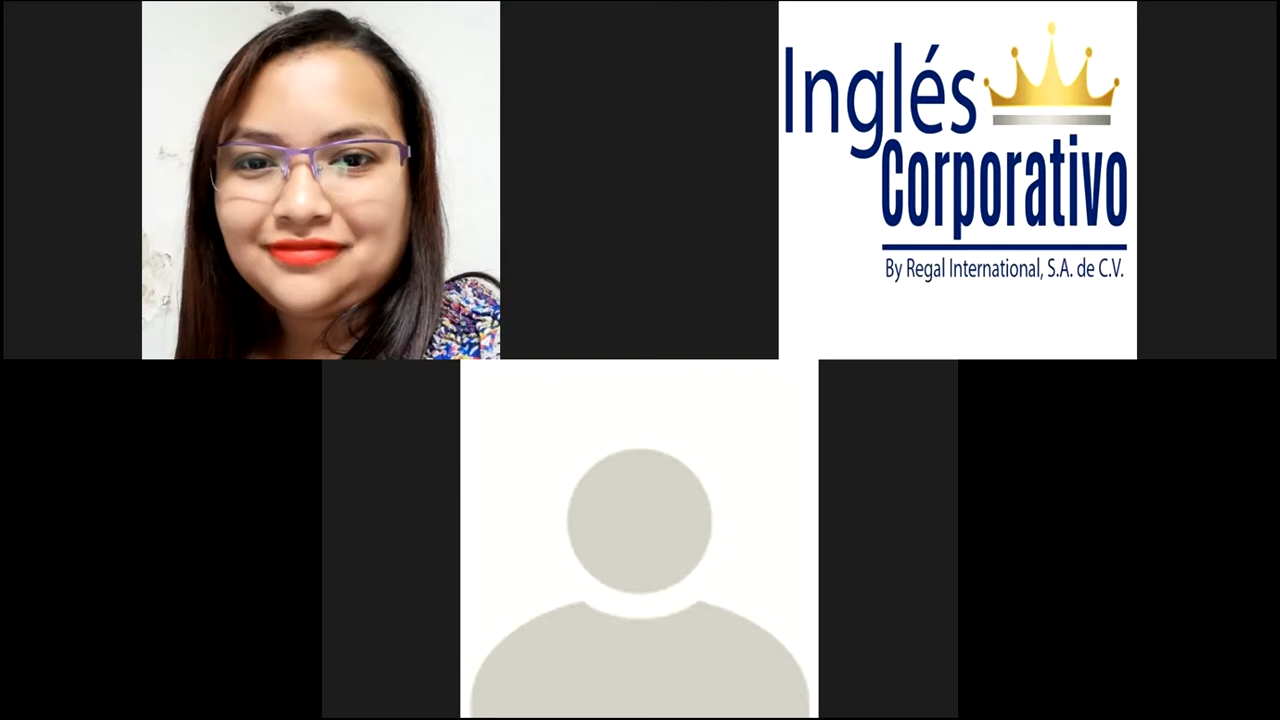 Inglés
Corporativo
By Regal International, S.A. de C.V.